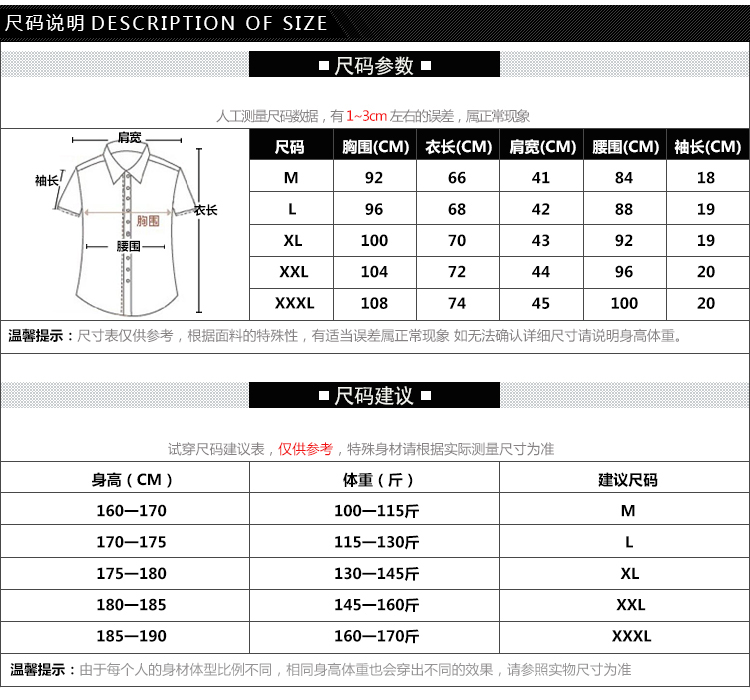 尺码说明 DESCRIPTION OF SIZE
尺码参数
人工测量尺码数据，有 1~3cm 左右的误差，属正常现象
肩宽
袖长
衣长
胸围
腰围
尺码 胸围(CM) 衣长(CM) 肩宽(CM) 腰围(CM) 袖长(CM)
M 92 66 41 84 18
L 96 68 42 88 19
XL 100 70 43 92 19
XXL 104 72 44 96 20
XXXL 108 74 45 100 20
温馨提示：尺寸表仅供参考，根据面料的特殊性，有适当误差属正常现象 如无法确认详细尺寸请说明身高体重。
尺码建议
试穿尺码建议表，仅供参考，特殊身材请根据实际测量尺寸为准
身高（CM ） 体重（斤） 建议尺码
160—170 100—115斤 M
170—175 115—130斤 L
175—180 130—145斤 XL
180—185 145—160斤 XXL
185—190 160—170斤 XXXL
温馨提示：由于每个人的身材体型比例不同，相同身高体重也会穿出不同的效果，请参照实物尺寸为准